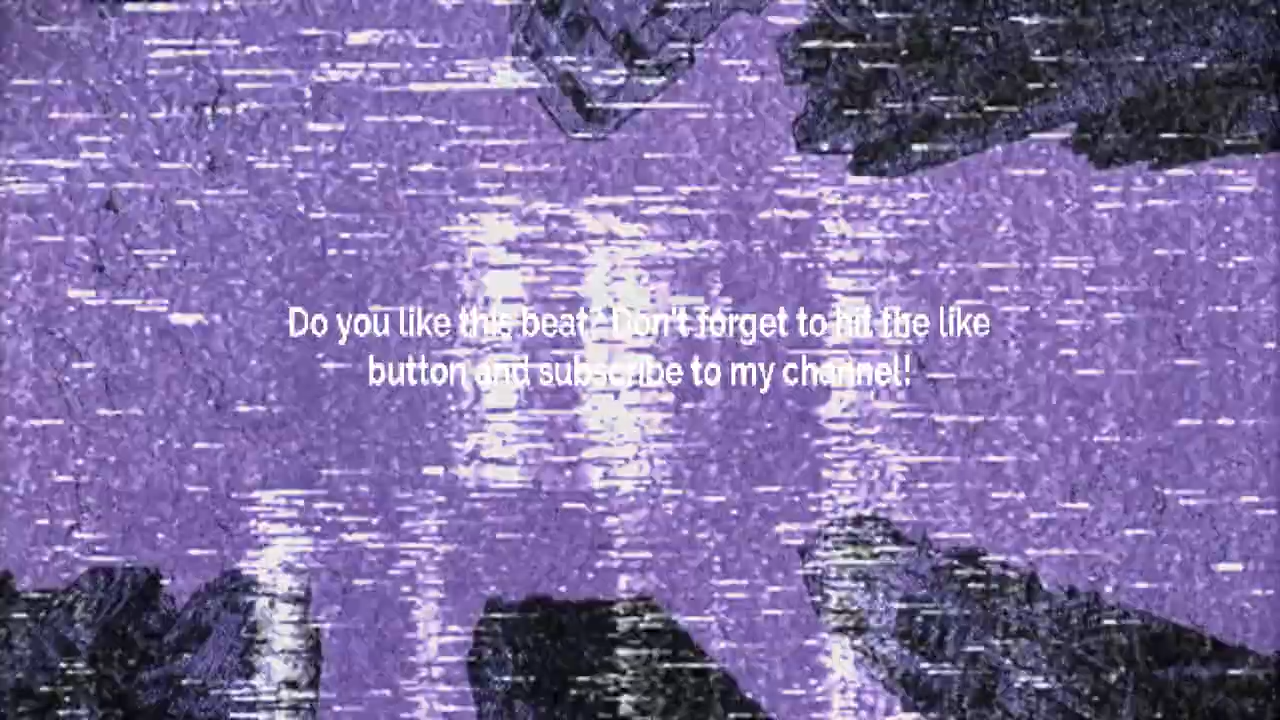 Do you like this beat? Don't forget to hit the like
button and subscribe to my channel!